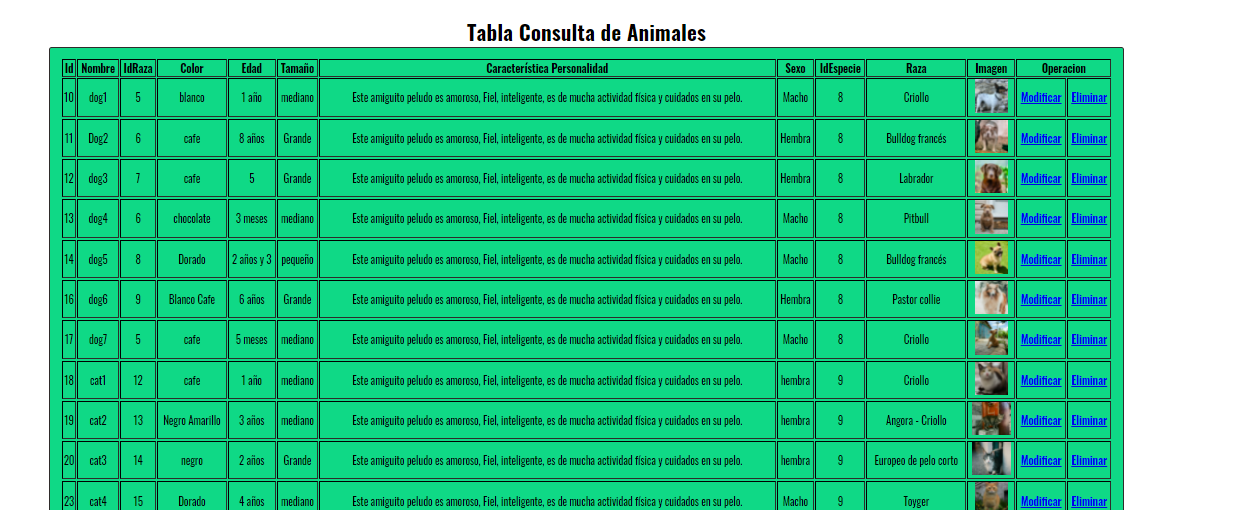 Tabla Consulta de Animales
Id Nombre IdRaza Color Edad Tamaño Característica Personalidad Sexo IdEspecie Raza Imagen Operacion
10 dog1 5 blanco 1 año mediano Este amiguito peludo es amoroso, Fiel, inteligente, es de mucha actividad física y cuidados en su pelo. Macho 8 Criollo Modificar Eliminar
11 Dog2 6 cafe 8 años Grande Este amiguito peludo es amoroso, Fiel, inteligente, es de mucha actividad física y cuidados en su pelo. Hembra 8 Bulldog francés Modificar Eliminar
12 dog3 7 cafe 5 Grande Este amiguito peludo es amoroso, Fiel, inteligente, es de mucha actividad física y cuidados en su pelo. Hembra 8 Labrador Modificar Eliminar
13 dog4 6 chocolate 3 meses mediano Este amiguito peludo es amoroso, Fiel, inteligente, es de mucha actividad física y cuidados en su pelo. Macho 8 Pitbull Modificar Eliminar
14 dog5 8 Dorado 2 años y 3 pequeño Este amiguito peludo es amoroso, Fiel, inteligente, es de mucha actividad física y cuidados en su pelo. Macho 8 Bulldog francés Modificar Eliminar
16 dog6 9 Blanco Cafe 6 años Grande Este amiguito peludo es amoroso, Fiel, inteligente, es de mucha actividad física y cuidados en su pelo. Hembra 8 Pastor collie Modificar Eliminar
17 dog7 5 cafe 5 meses mediano Este amiguito peludo es amoroso, Fiel, inteligente, es de mucha actividad física y cuidados en su pelo. Macho 8 Criollo Modificar Eliminar
18 cat1 12 cafe 1 año mediano Este amiguito peludo es amoroso, Fiel, inteligente, es de mucha actividad física y cuidados en su pelo. hembra 9 Criollo Modificar Eliminar
19 cat2 13 Negro Amarillo 3 años mediano Este amiguito peludo es amoroso, Fiel, inteligente, es de mucha actividad física y cuidados en su pelo. hembra 9 Angora - Criollo Modificar Eliminar
20 cat3 14 negro 2 años Grande Este amiguito peludo es amoroso, Fiel, inteligente, es de mucha actividad física y cuidados en su pelo. hembra 9 Europeo de pelo corto Modificar Eliminar
23 cat4 15 Dorado 4 años mediano Este amiguito peludo es amoroso, Fiel, inteligente, es de mucha actividad física y cuidados en su pelo. Macho 9 Toyger Modificar Eliminar